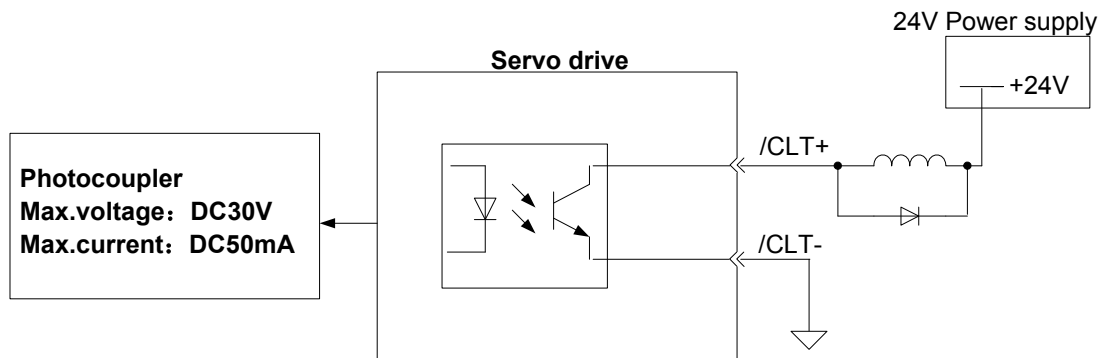 24V Power supply
Servo drive
+24V
/CLT+
Photocoupler
Max.voltage：DC30V
Max.current：DC50mA
/CLT-